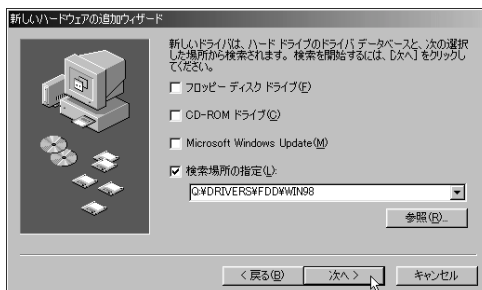 新しいハードウェアの追加ウィザード
新しいドライバは、ハード ドライブのドライバ データベースと、次の選択
した場所から検索されます。検索を開始するには、[次へ] をクリックし
てください。
フロッピー ディスク ドライブ(F)
CD-ROM ドライブ(C)
Microsoft Windows Update(M)
検索場所の指定(L):
Q:¥DRIVERS¥FDD¥WIN98
参照(R)...
< 戻る(B)
次へ >
キャンセル